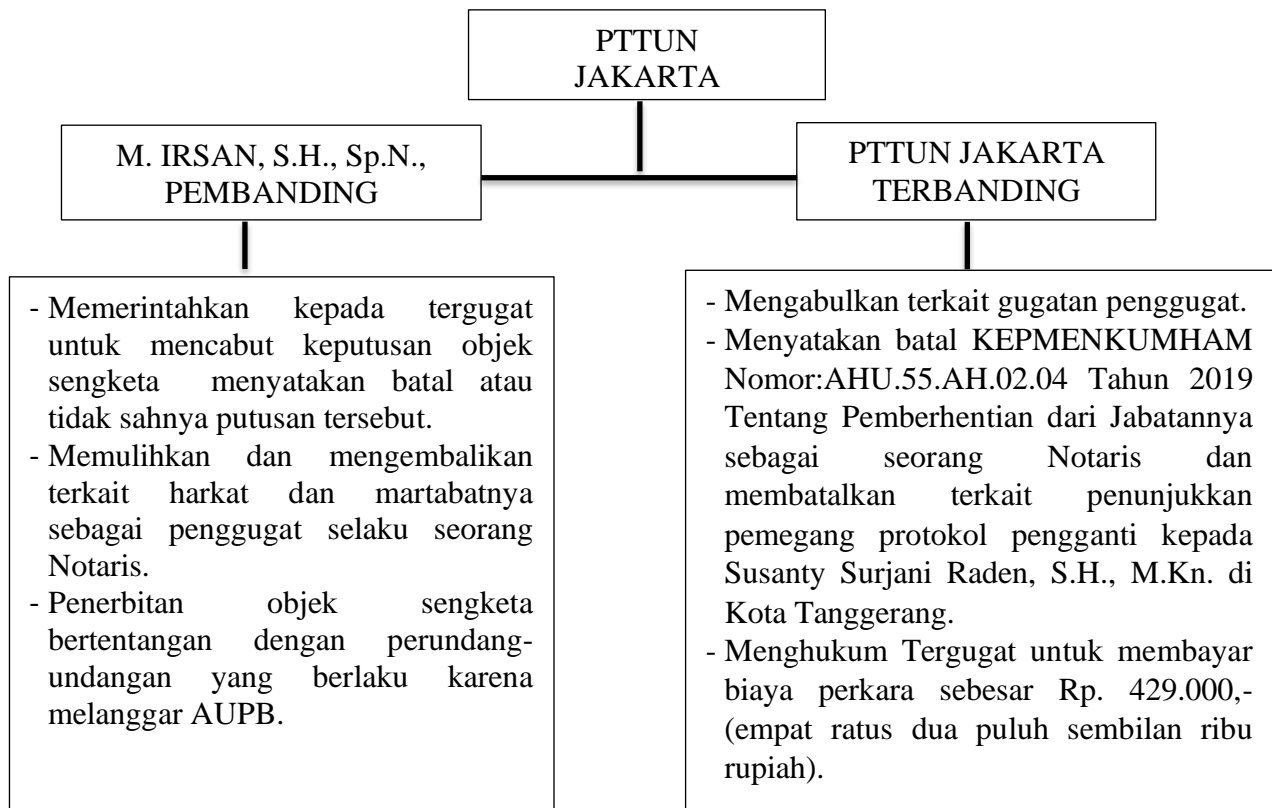 PTTUN
JAKARTA
M. IRSAN, S.H., Sp.N.,
PEMBANDING
PTTUN JAKARTA
TERBANDING
- Memerintahkan kepada tergugat
untuk mencabut keputusan objek
sengketa menyatakan batal atau
tidak sahnya putusan tersebut.
- Memulihkan dan mengembalikan
terkait harkat dan martabatnya
sebagai penggugat selaku seorang
Notaris.
- Penerbitan objek sengketa
bertentangan dengan perundang-
undangan yang berlaku karena
melanggar AUPB.
- Mengabulkan terkait gugatan penggugat.
- Menyatakan batal KEPMENKUMHAM
Nomor:AHU.55.AH.02.04 Tahun 2019
Tentang Pemberhentian dari Jabatannya
sebagai seorang Notaris dan
membatalkan terkait penunjukkan
pemegang protokol pengganti kepada
Susanty Surjani Raden, S.H., M.Kn. di
Kota Tanggerang.
- Menghukum Tergugat untuk membayar
biaya perkara sebesar Rp. 429.000,-
(empat ratus dua puluh sembilan ribu
rupiah).